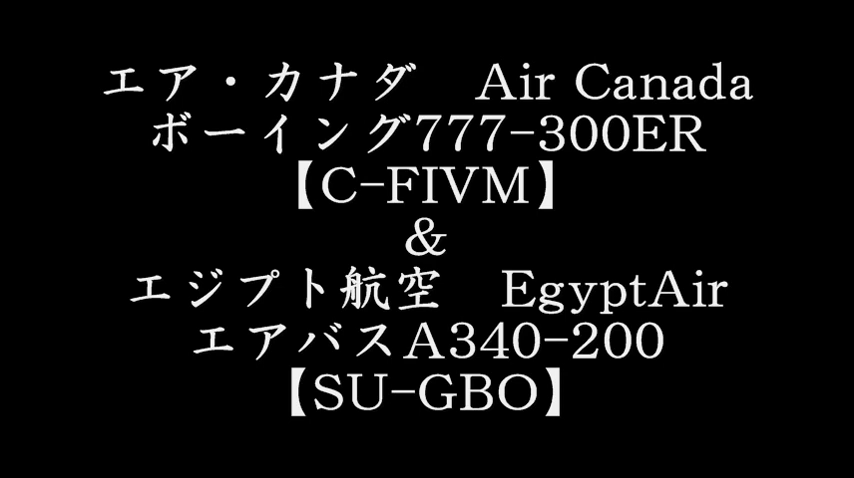 エア・カナダ　Air Canada
ボーイング777-300ER
【C-FIVM】
&
エジプト航空　EgyptAir
エアバスA340-200
【SU-GBO】